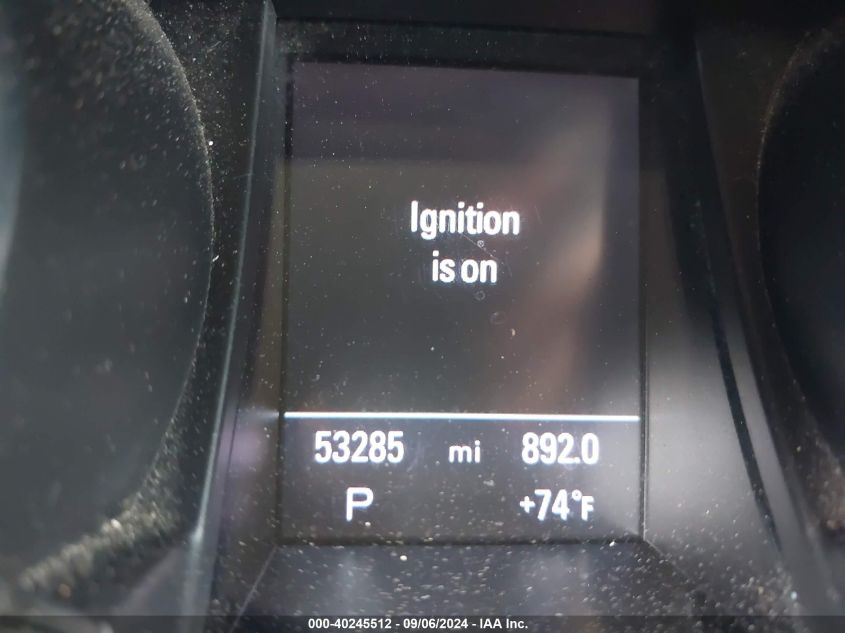 Ignition
is on
53285 mi 892.0
P +74°F
000-40245512 - 09/06/2024 - IAA Inc.